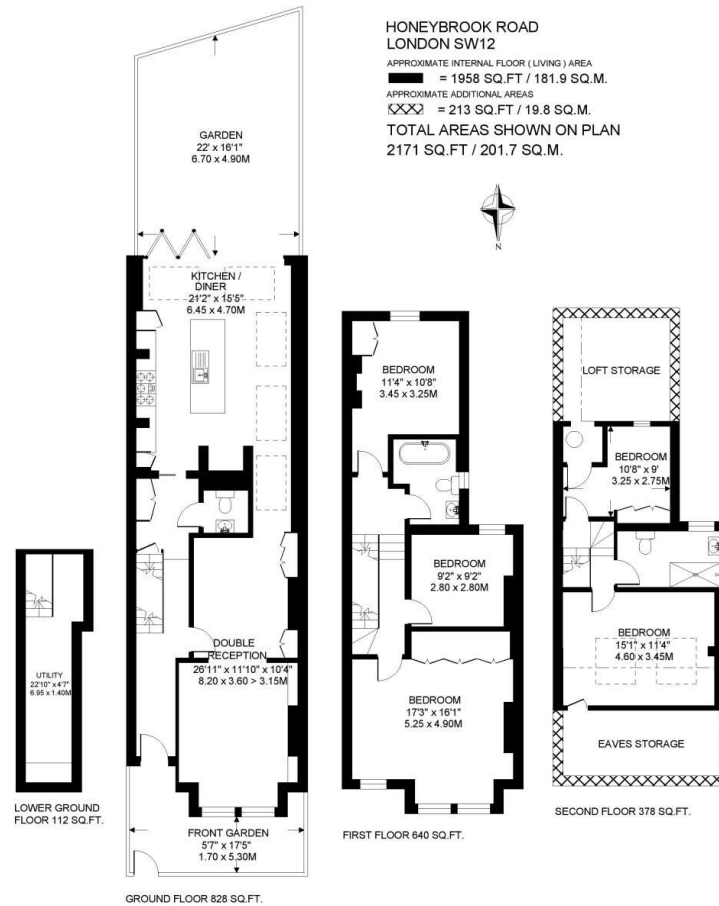 HONEYBROOK ROAD
LONDON SW12
APPROXIMATE INTERNAL FLOOR ( LIVING ) AREA
= 1958 SQ.FT / 181.9 SQ.M.
APPROXIMATE ADDITIONAL AREAS
= 213 SQ.FT / 19.8 SQ.M.
TOTAL AREAS SHOWN ON PLAN
2171 SQ.FT / 201.7 SQ.M.
N
GARDEN
22' x 16'1"
6.70 x 4.90M
KITCHEN /
DINER
21'2" x 15'5"
6.45 x 4.70M
DOUBLE
RECEPTION
26'11" x 11'10" x 10'4"
8.20 x 3.60 > 3.15M
FRONT GARDEN
5'7" x 17'5"
1.70 x 5.30M
GROUND FLOOR 828 SQ.FT.
UTILITY
22'10" x 4'7"
6.95 x 1.40M
LOWER GROUND
FLOOR 112 SQ.FT.
BEDROOM
11'4" x 10'8"
3.45 x 3.25M
BEDROOM
9'2" x 9'2"
2.80 x 2.80M
BEDROOM
17'3" x 16'1"
5.25 x 4.90M
FIRST FLOOR 640 SQ.FT.
LOFT STORAGE
BEDROOM
10'8" x 9'
3.25 x 2.75M
BEDROOM
15'1" x 11'4"
4.60 x 3.45M
EAVES STORAGE
SECOND FLOOR 378 SQ.FT.